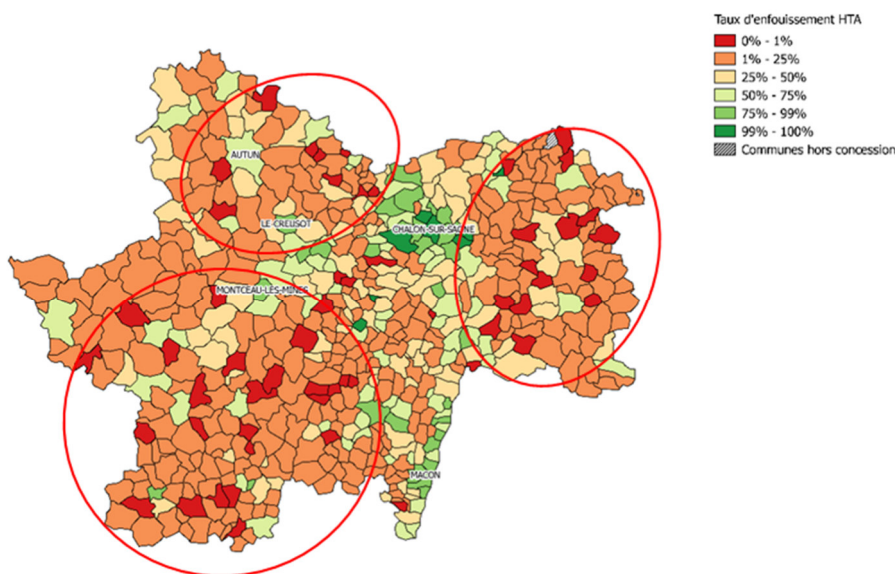 Taux d'enfouissement HTA
0% - 1%
1% - 25%
25% - 50%
50% - 75%
75% - 99%
99% - 100%
Communes hors concession
AUTUN
LE-CREUSOT
CHALON-SUR-SAONE
MONTCEAU-LES-MINES
MACON